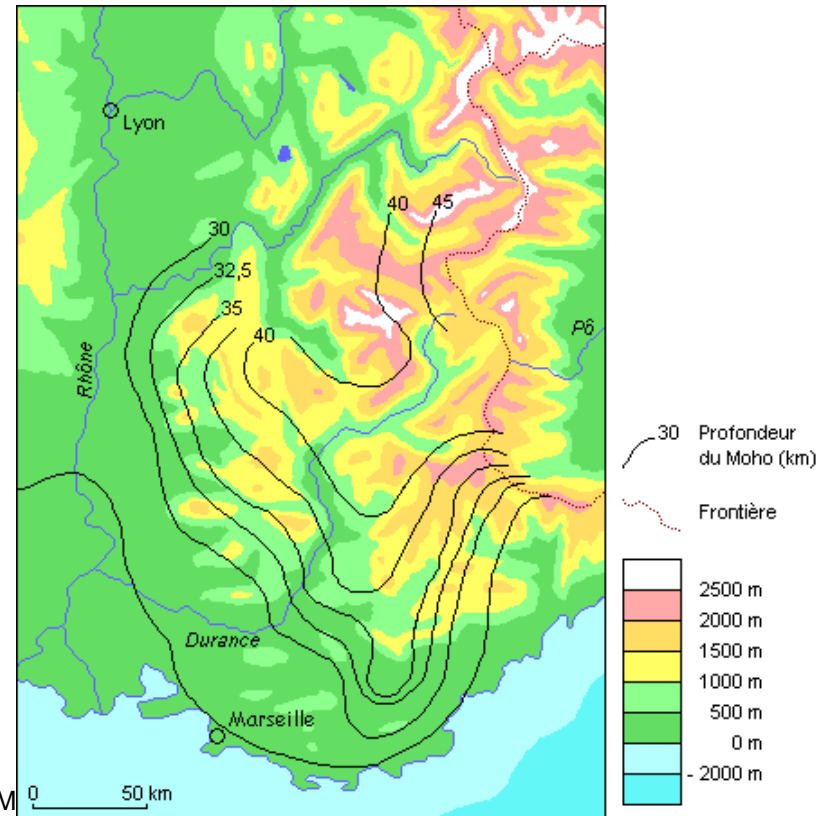 Lyon
40 45
30
32,5
35
40
Rhône
Pô
Durance
Marseille
30 Profondeur
du Moho (km)
Frontière
2500 m
2000 m
1500 m
1000 m
500 m
0 m
- 2000 m
M 0 50 km